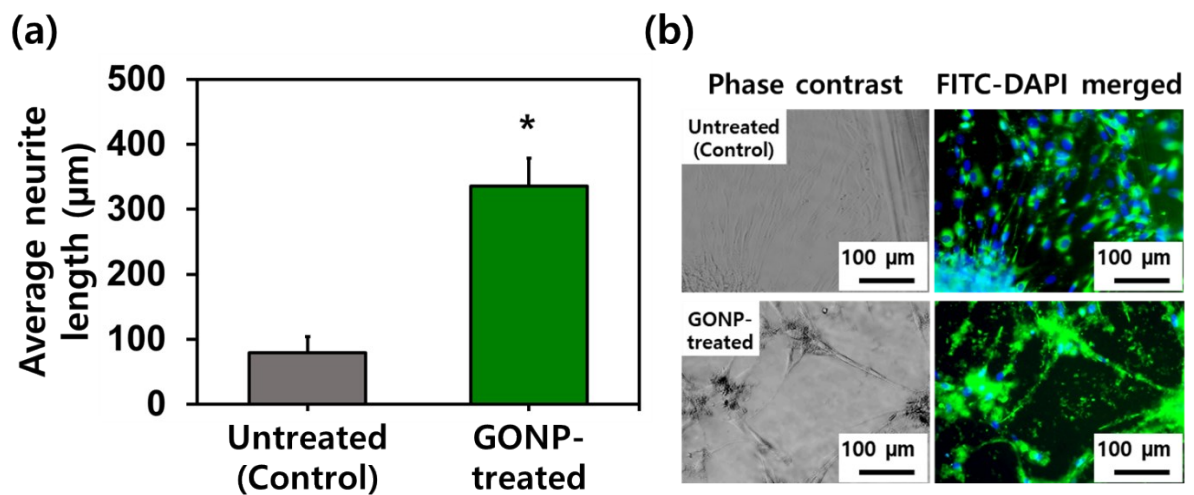 (a)
Average neurite
length (µm)
500
400
300
200
100
0
*
Untreated
(Control)
GONP-
treated
(b)
Phase contrast
FITC-DAPI merged
Untreated
(Control)
100 µm
100 µm
GONP-
treated
100 µm
100 µm